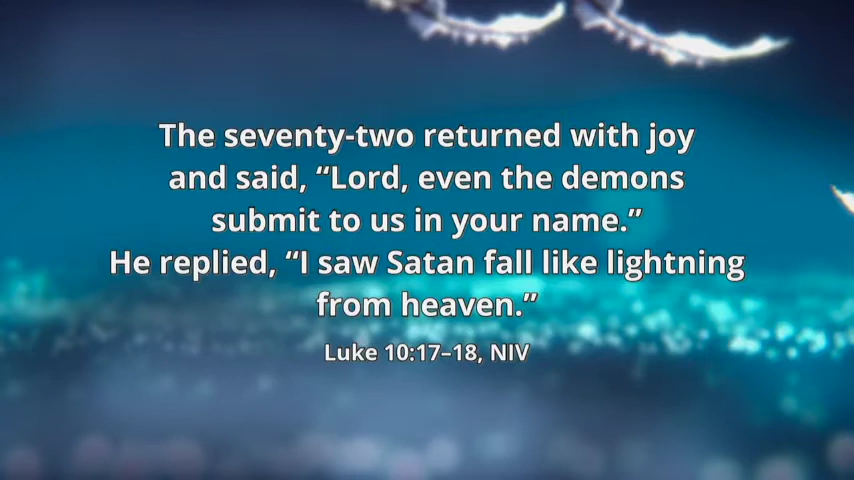 The seventy-two returned with joy
and said, “Lord, even the demons
submit to us in your name.”
He replied, “I saw Satan fall like lightning
from heaven.”
Luke 10:17–18, NIV